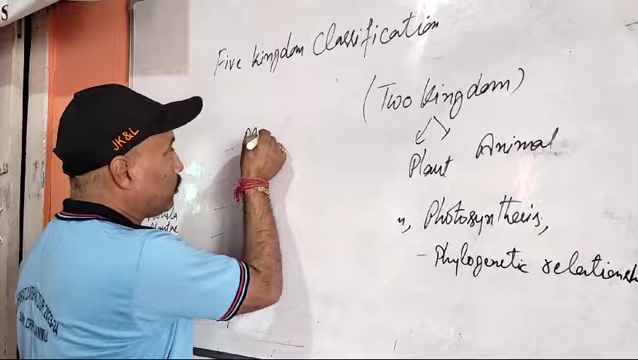 Five kingdom Classification
(Two kingdom)
Plant Animal
", Photosynthesis,
- Phylogenetic relationsh
JK&L